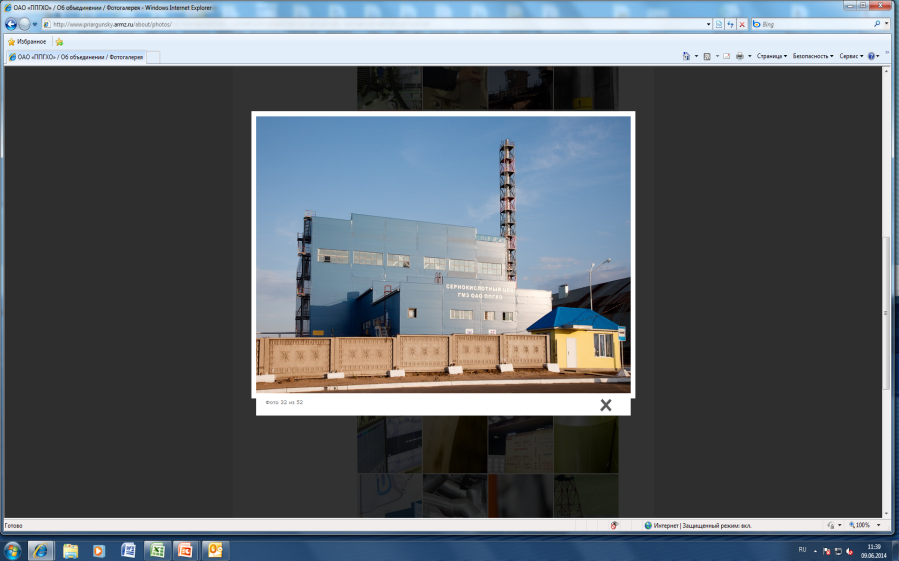 ОАО «ППГХО» / Об объединении / Фотогалерея - Windows Internet Explorer
http://www.priargunsky.armz.ru/about/photos/
Bing
Избранное
ОАО «ППГХО» / Об объединении / Фотогалерея
Страница
Безопасность
Сервис
СЕРНОКИСЛОТНЫЙ ЦЕХ
ГМЗ ОАО ППГХО
Фото 32 из 52
Готово
Интернет | Защищенный режим: вкл.
100%
RU
11:39
09.06.2014